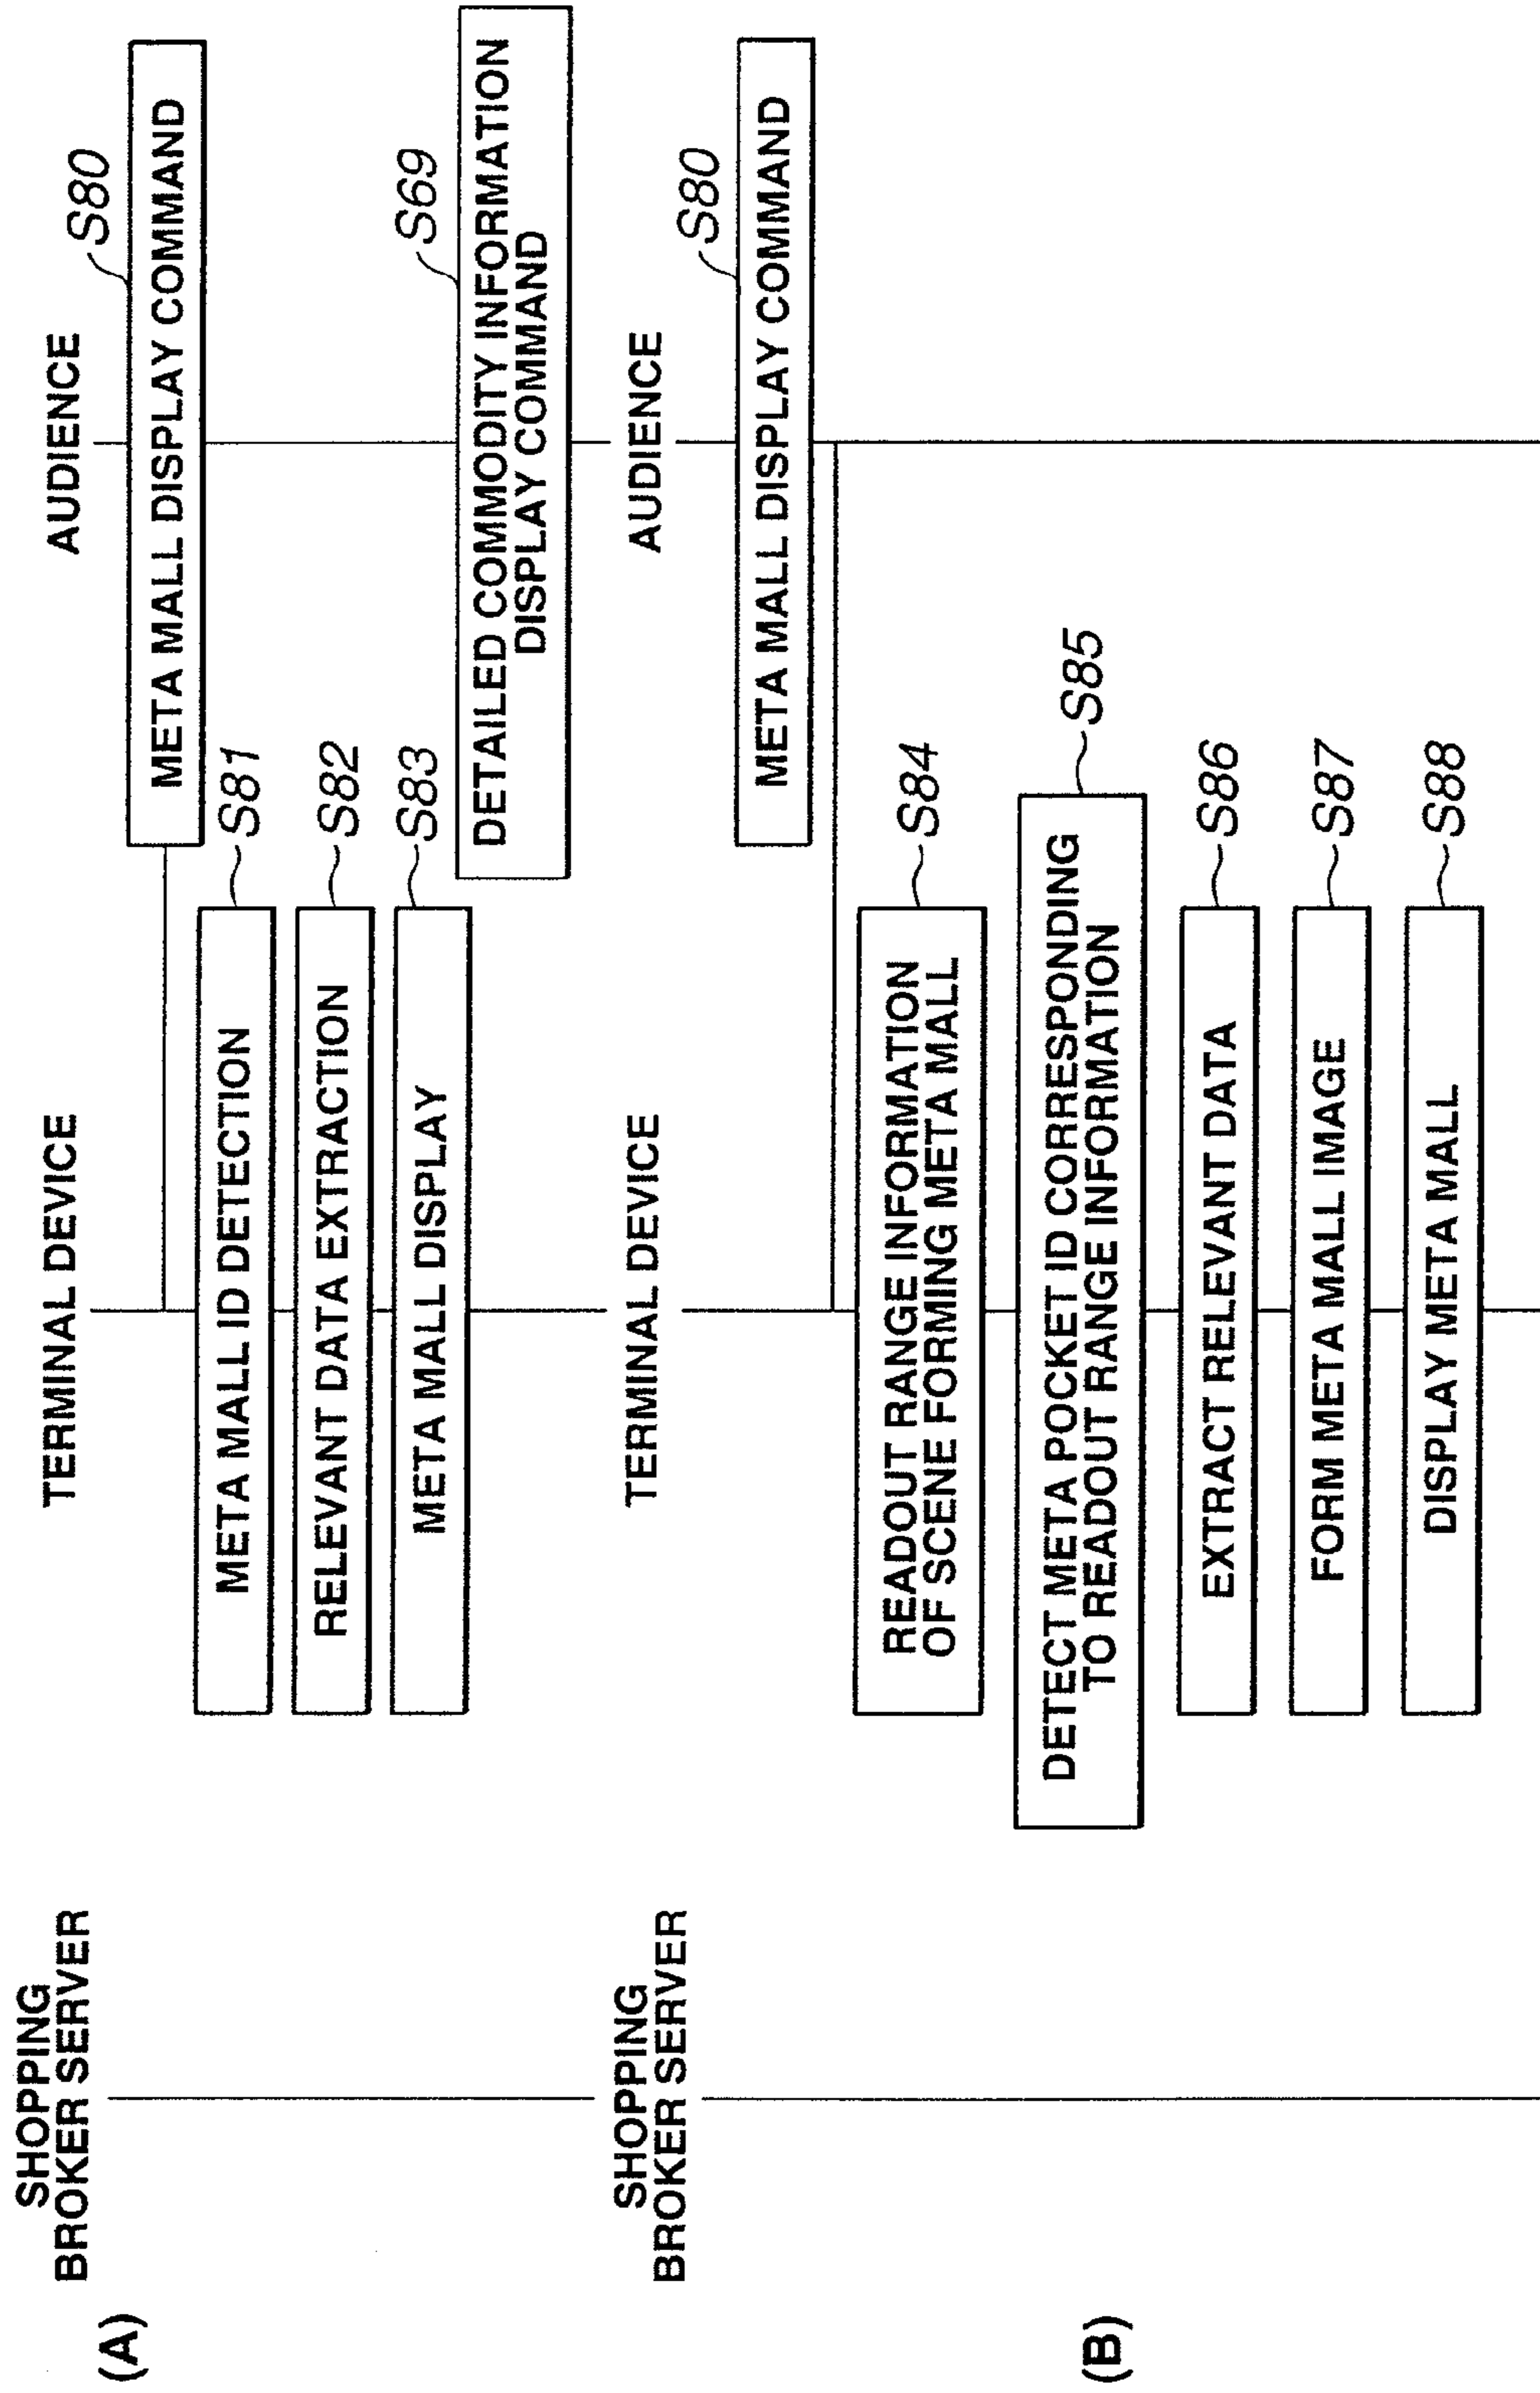 (A)
SHOPPING
BROKER SERVER
TERMINAL DEVICE
AUDIENCE
S80
META MALL DISPLAY COMMAND
S81
META MALL ID DETECTION
S82
RELEVANT DATA EXTRACTION
S83
META MALL DISPLAY
S69
DETAILED COMMODITY INFORMATION
DISPLAY COMMAND
(B)
SHOPPING
BROKER SERVER
TERMINAL DEVICE
AUDIENCE
S80
META MALL DISPLAY COMMAND
S84
READOUT RANGE INFORMATION
OF SCENE FORMING META MALL
S85
DETECT META POCKET ID CORRESPONDING
TO READOUT RANGE INFORMATION
S86
EXTRACT RELEVANT DATA
S87
FORM META MALL IMAGE
S88
DISPLAY META MALL